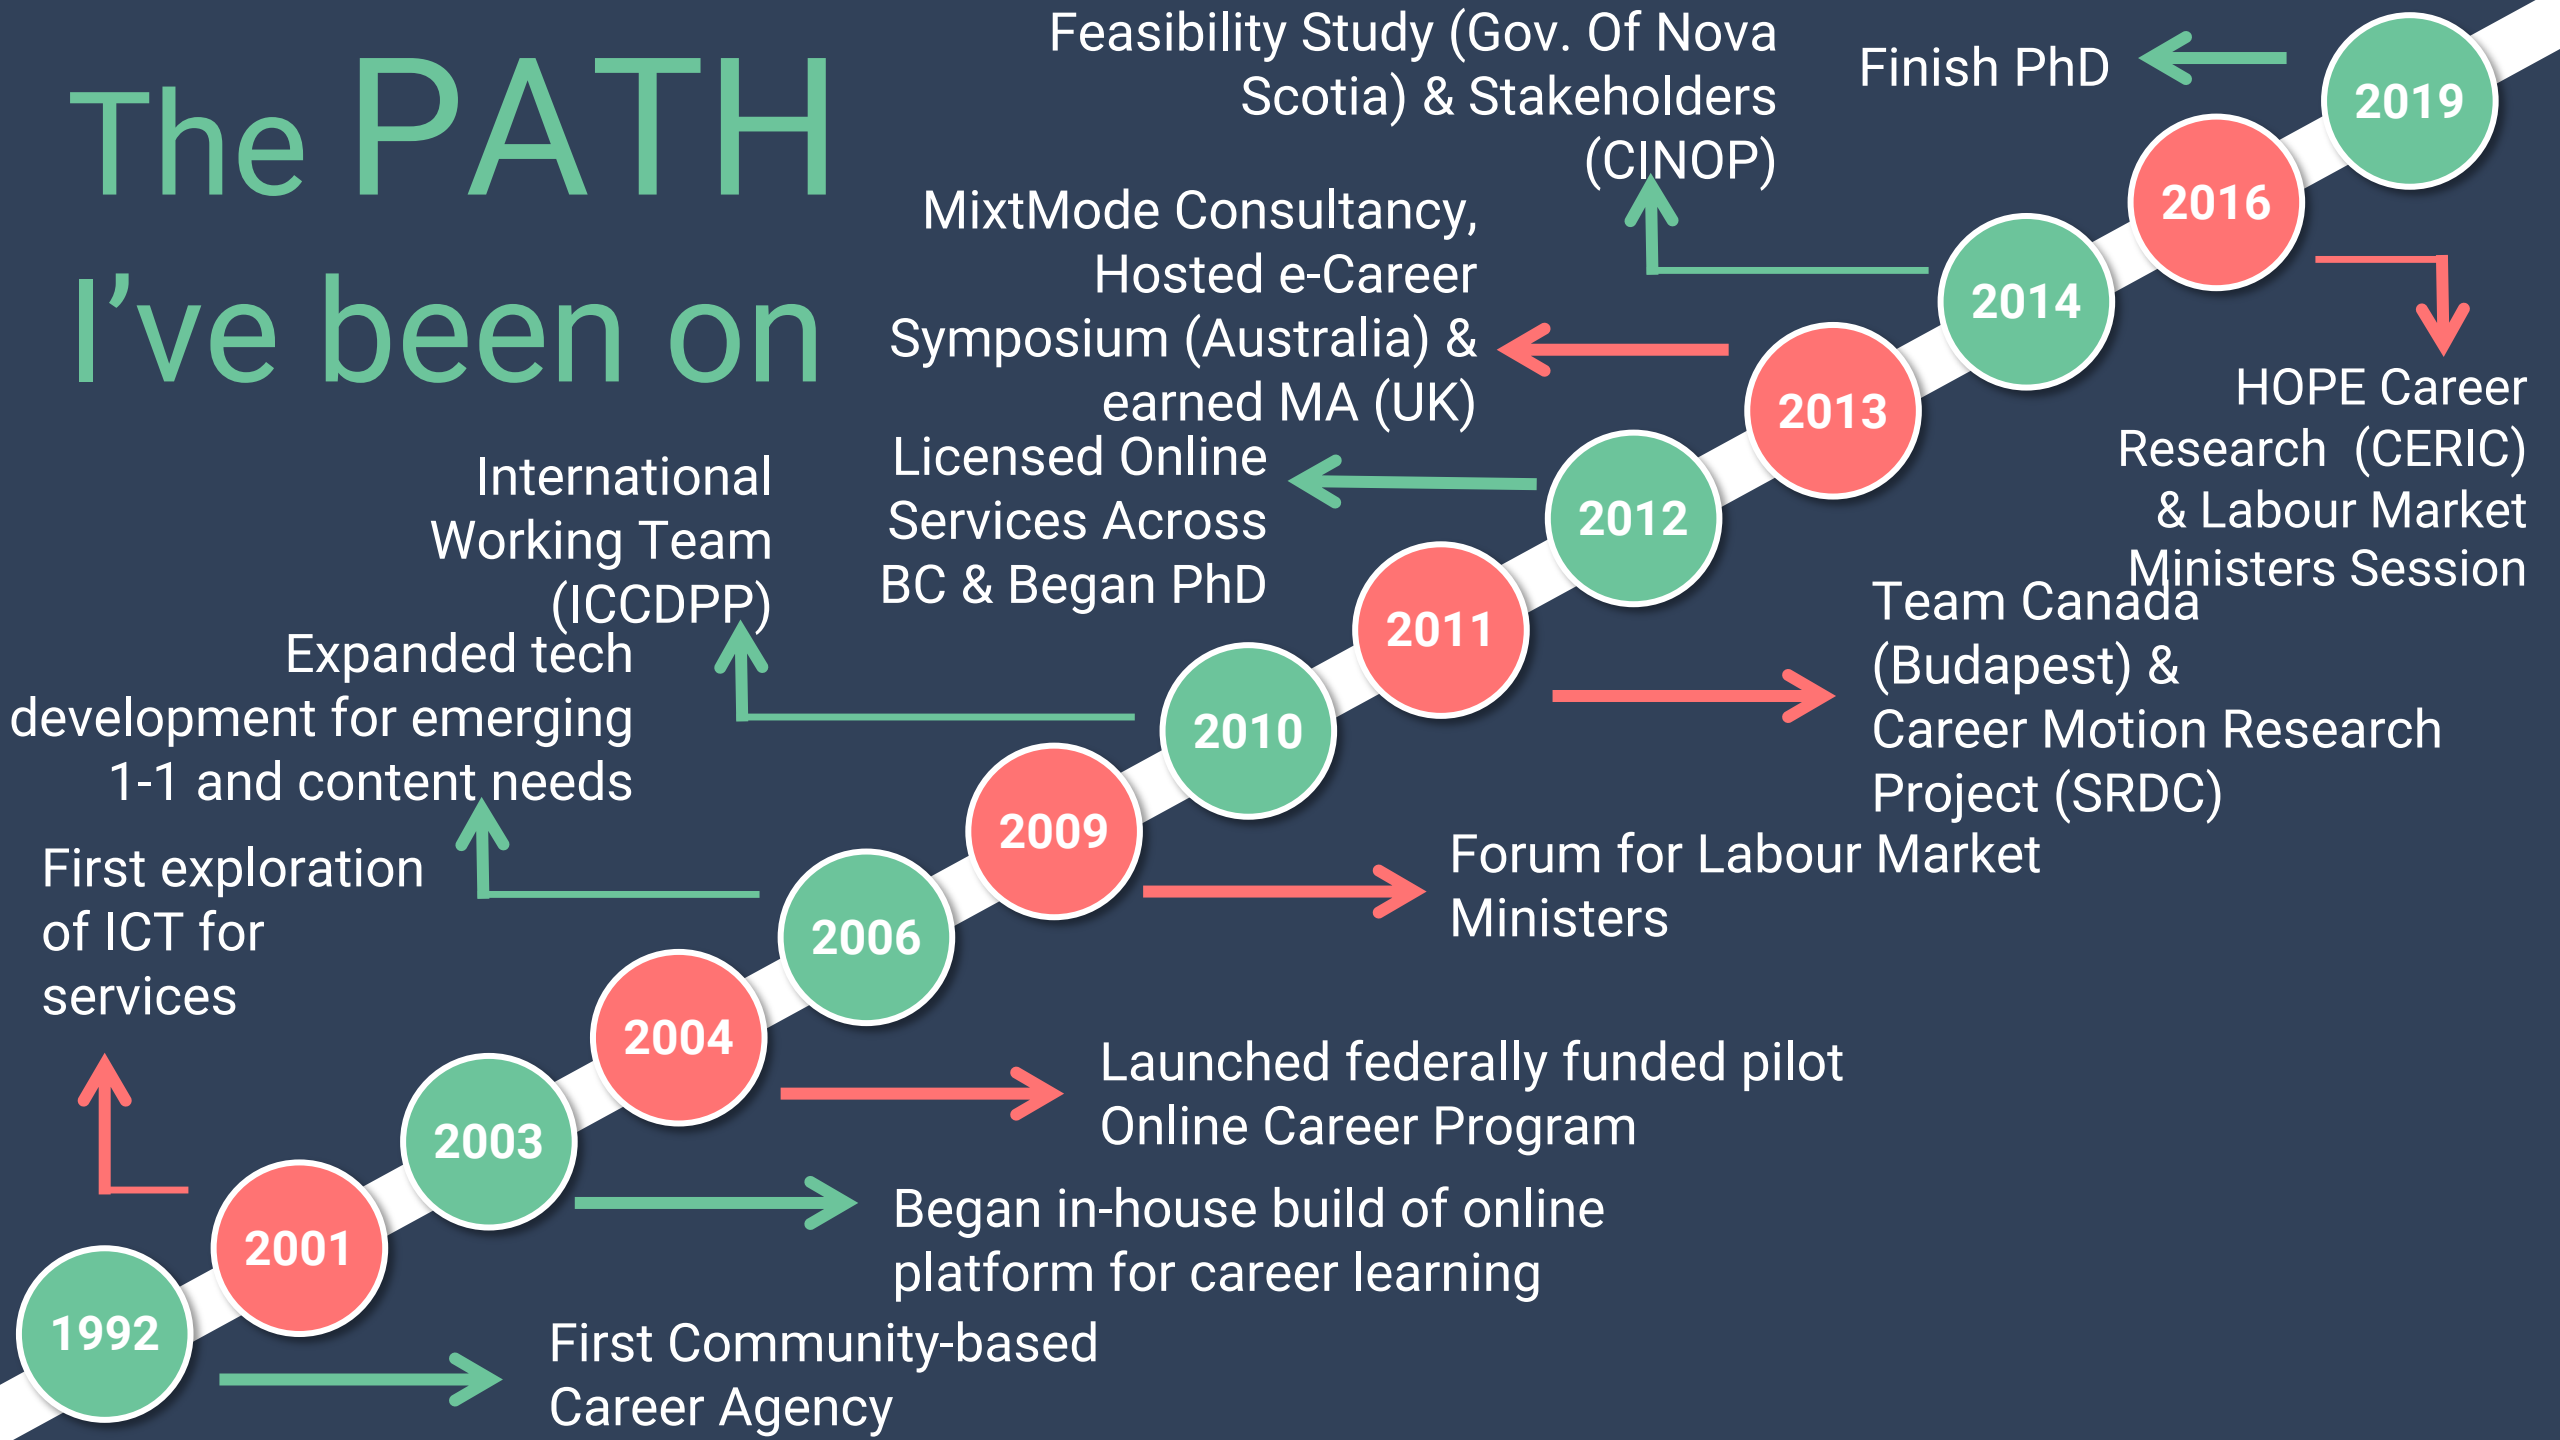 The PATH
I've been on
Feasibility Study (Gov. Of Nova
Scotia) & Stakeholders
(CINOP)
Finish PhD
2019
2016
2014
MixtMode Consultancy,
Hosted e-Career
Symposium (Australia) &
earned MA (UK)
2013
HOPE Career
Research  (CERIC)
& Labour Market
Ministers Session
International
Working Team
(ICCDPP)
Licensed Online
Services Across
BC & Began PhD
2012
2011
Team Canada
(Budapest) &
Career Motion Research
Project (SRDC)
Expanded tech
development for emerging
1-1 and content needs
2010
2009
Forum for Labour Market
Ministers
First exploration
of ICT for
services
2006
2004
Launched federally funded pilot
Online Career Program
2003
Began in-house build of online
platform for career learning
2001
1992
First Community-based
Career Agency